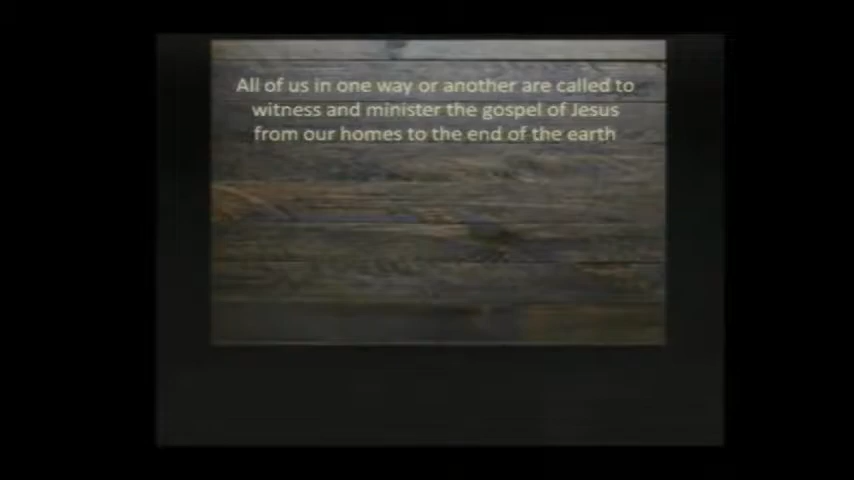 All of us in one way or another are called to
witness and minister the gospel of Jesus
from our homes to the end of the earth